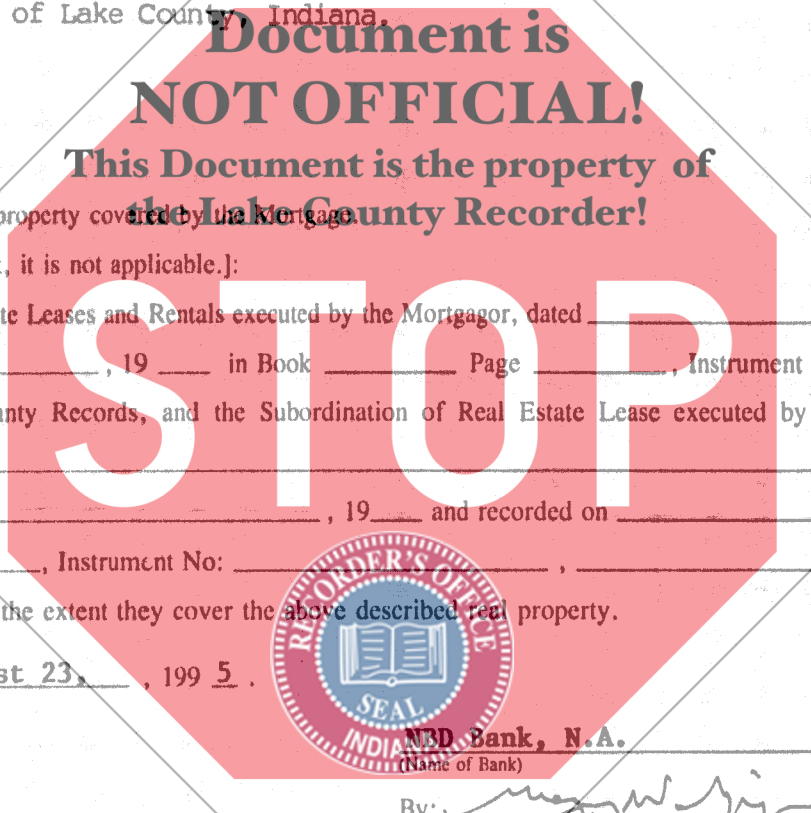 of Lake County, Indiana,
Document is
NOT OFFICIAL!
This Document is the property of
the Lake County Recorder!
property covered by the Mortgage.
, it is not applicable.]:
te Leases and Rentals executed by the Mortgagor, dated
, 19 in Book Page , Instrument
nty Records, and the Subordination of Real Estate Lease executed by
STOP
, 19 and recorded on
, Instrument No: ,
the extent they cover the above described real property.
st 23, , 199 5 .
RECORDER'S OFFICE
SEAL
INDIANA
NBD Bank, N.A.
(Name of Bank)
By: